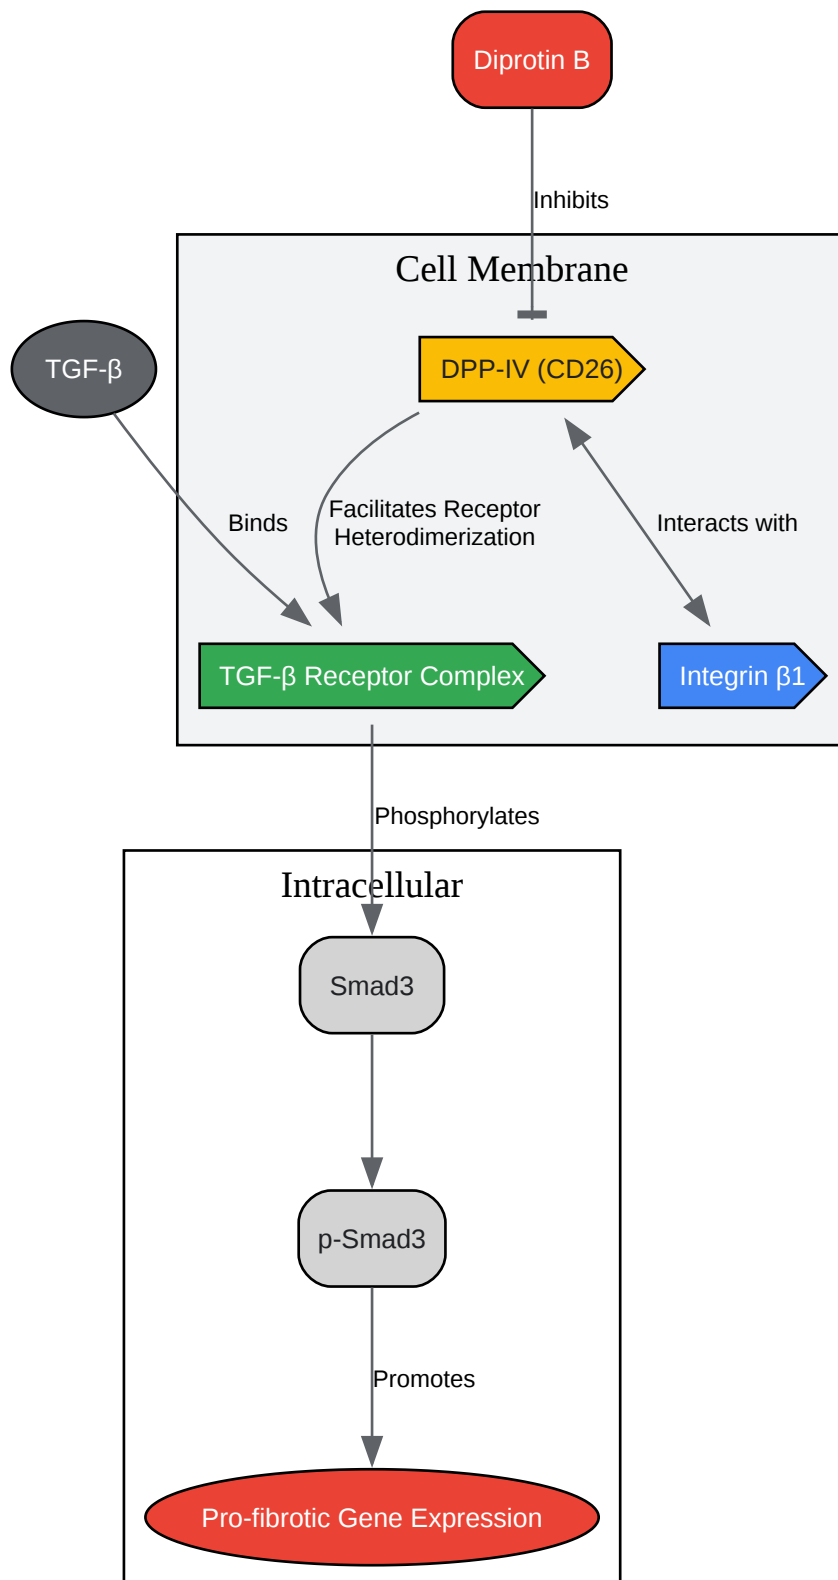 Diprotin B
Inhibits
Cell Membrane
TGF-β
DPP-IV (CD26)
Binds
Facilitates Receptor
Heterodimerization
Interacts with
TGF-β Receptor Complex
Integrin β1
Phosphorylates
Intracellular
Smad3
p-Smad3
Promotes
Pro-fibrotic Gene Expression